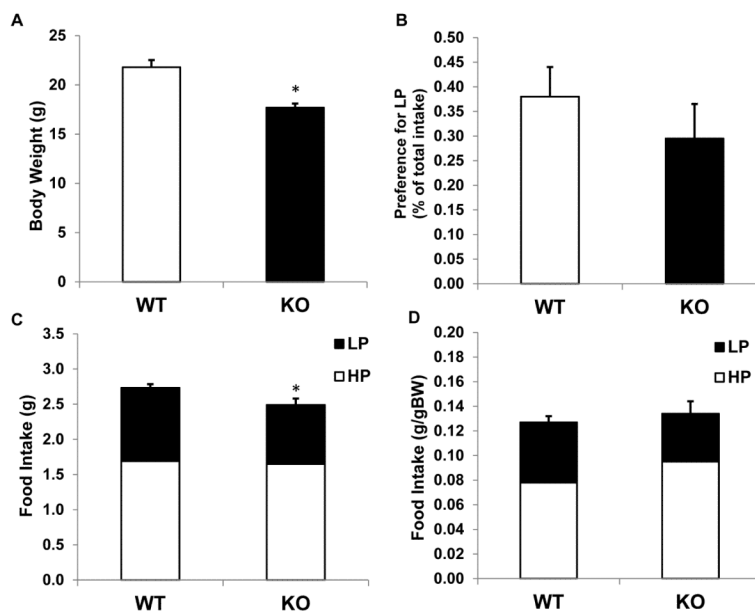 A
Body Weight (g)
25
20
15
10
5
0
*
WT
KO
B
Preference for LP
(% of total intake)
0.50
0.45
0.40
0.35
0.30
0.25
0.20
0.15
0.10
0.05
0.00
WT
KO
C
Food Intake (g)
3.5
3.0
2.5
2.0
1.5
1.0
0.5
0.0
LP
HP
*
WT
KO
D
Food Intake (g/gBW)
0.20
0.18
0.16
0.14
0.12
0.10
0.08
0.06
0.04
0.02
0.00
LP
HP
WT
KO